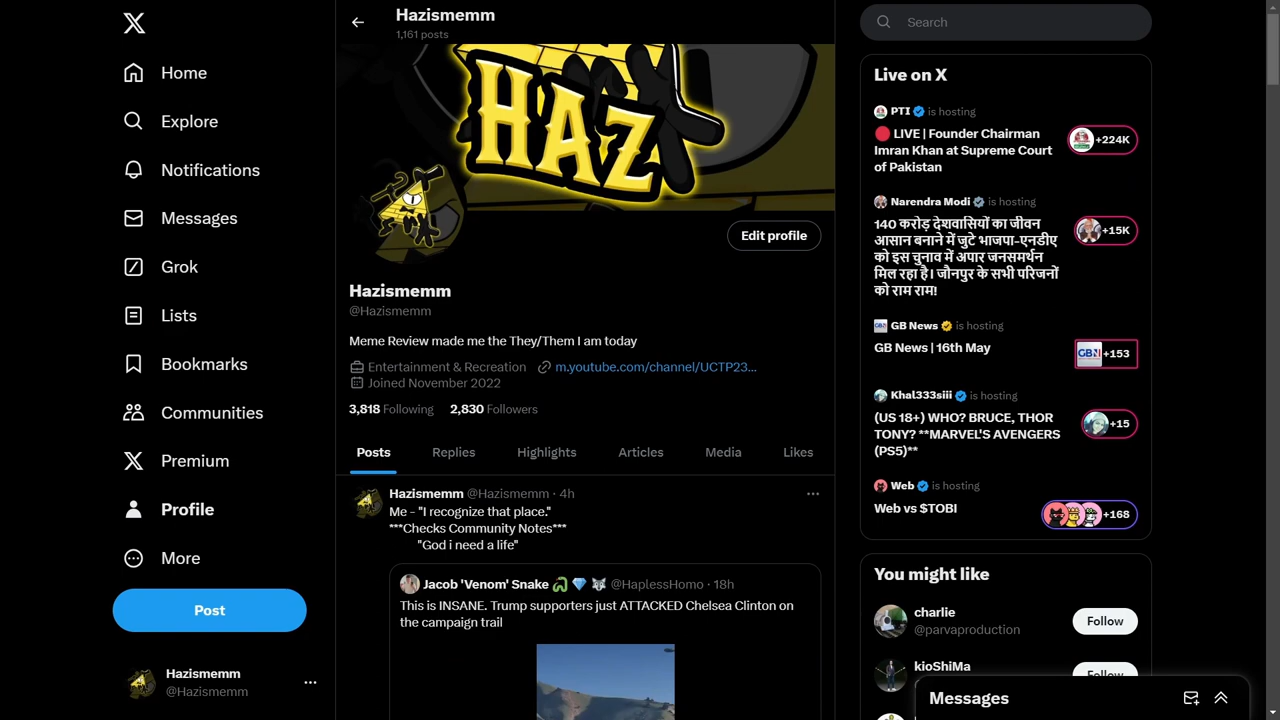 Home
Explore
Notifications
Messages
Grok
Lists
Bookmarks
Communities
Premium
Profile
More
Post
Hazismemm
@Hazismemm
Hazismemm
1,161 posts
HAZ
Edit profile
Hazismemm
@Hazismemm
Meme Review made me the They/Them I am today
Entertainment & Recreation m.youtube.com/channel/UCTP23...
Joined November 2022
3,818 Following 2,830 Followers
Posts Replies Highlights Articles Media Likes
Hazismemm @Hazismemm · 4h
Me - "I recognize that place."
***Checks Community Notes***
"God i need a life"
Jacob 'Venom' Snake @HaplessHomo · 18h
This is INSANE. Trump supporters just ATTACKED Chelsea Clinton on
the campaign trail
Search
Live on X
PTI is hosting
LIVE | Founder Chairman
Imran Khan at Supreme Court
of Pakistan
+224K
Narendra Modi is hosting
140 करोड़ देशवासियों का जीवन
आसान बनाने में जुटे भाजपा-एनडीए
को इस चुनाव में अपार जनसमर्थन
मिल रहा है। जौनपुर के सभी परिजनों
को राम राम!
+15K
GB News is hosting
GB News | 16th May
GBN
+153
Khal333siii is hosting
(US 18+) WHO? BRUCE, THOR
TONY? **MARVEL'S AVENGERS
(PS5)**
+15
Web is hosting
Web vs $TOBI
+168
You might like
charlie
@parvaproduction
Follow
kioShiMa
Follow
Messages